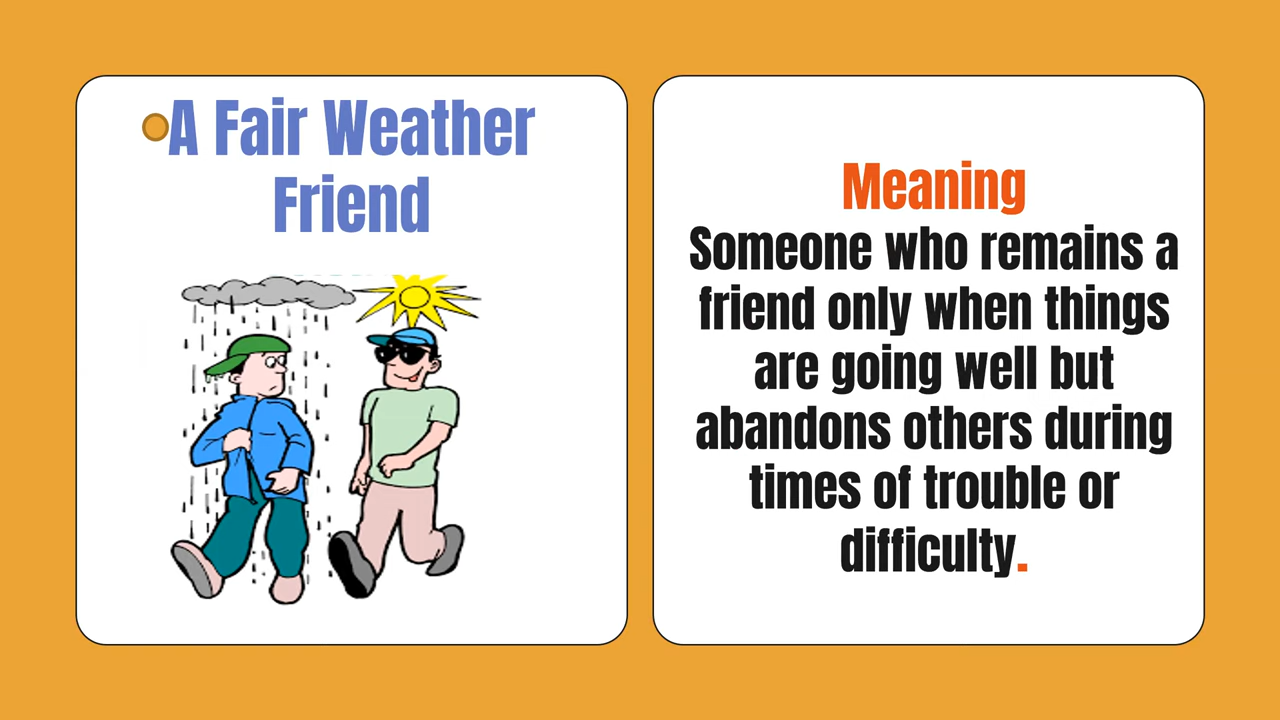 A Fair Weather
Friend
Meaning
Someone who remains a
friend only when things
are going well but
abandons others during
times of trouble or
difficulty.